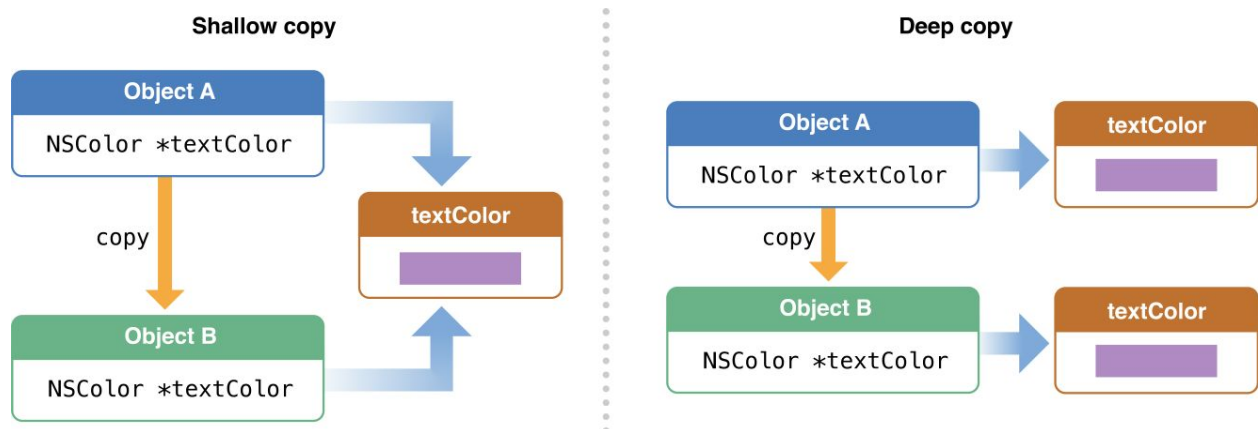 Shallow copy
Object A
NSColor *textColor
copy
textColor
Object B
NSColor *textColor
Deep copy
Object A
NSColor *textColor
textColor
copy
Object B
NSColor *textColor
textColor